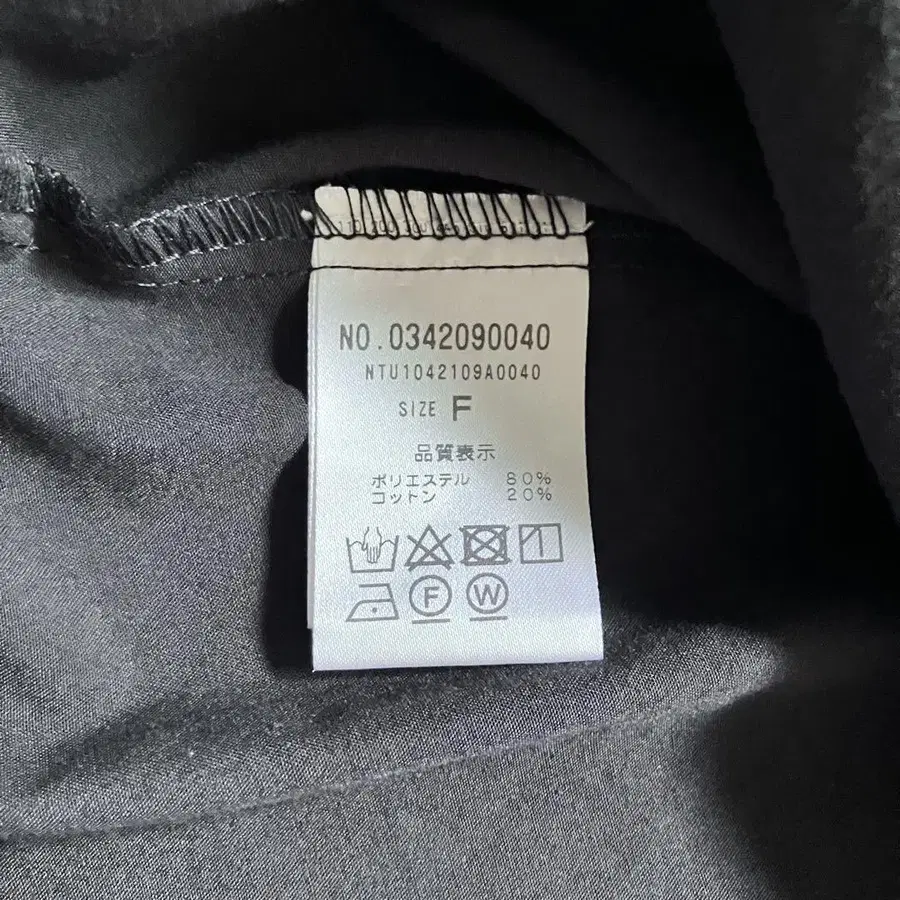 NO.0342090040
NTU1042109A0040
SIZE F
品質表示
ポリエステル 80%
コットン 20%
F W